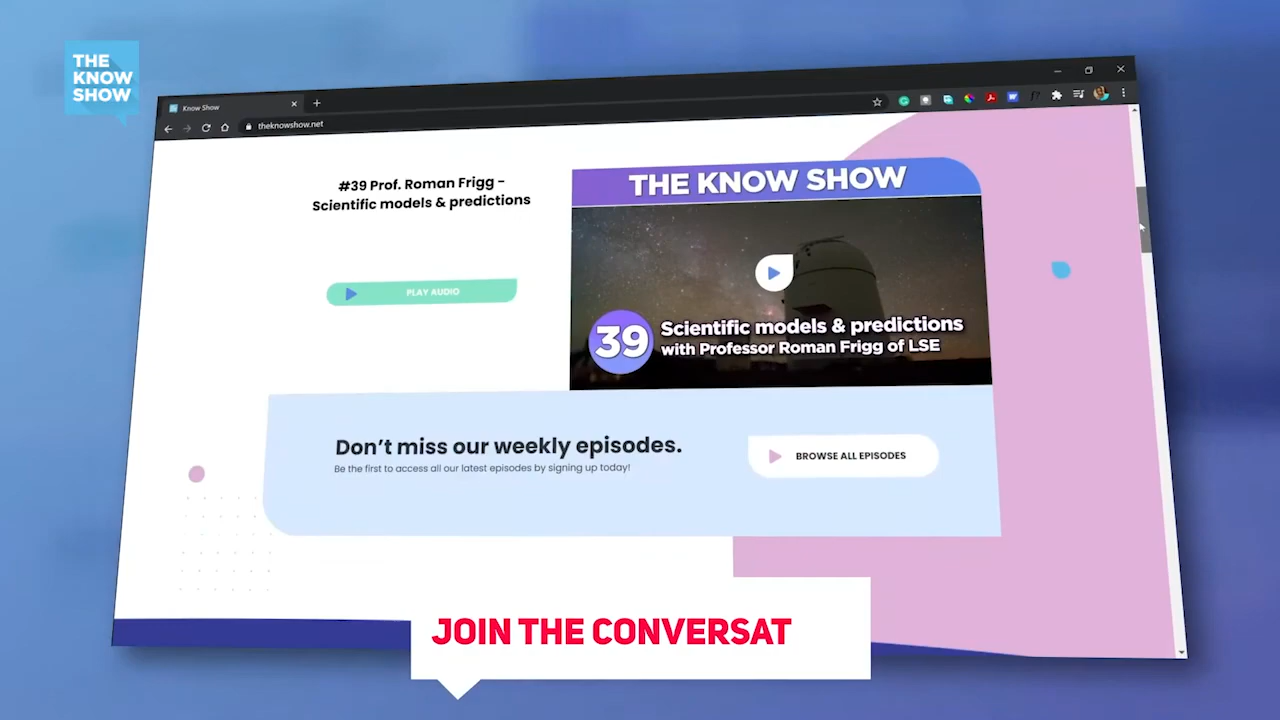 THE
KNOW
SHOW
Know Show
theknowshow.net
#39 Prof. Roman Frigg -
Scientific models & predictions
PLAY AUDIO
THE KNOW SHOW
39
Scientific models & predictions
with Professor Roman Frigg of LSE
Don't miss our weekly episodes.
Be the first to access all our latest episodes by signing up today!
BROWSE ALL EPISODES
JOIN THE CONVERSAT